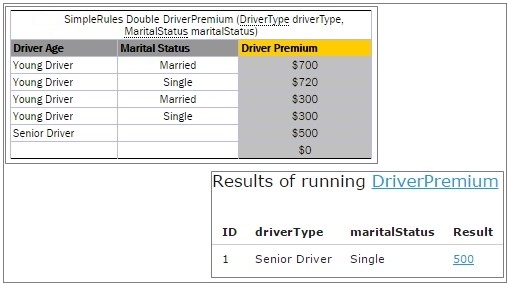 SimpleRules Double DriverPremium (DriverType driverType,
MaritalStatus maritalStatus)
Driver Age Marital Status Driver Premium
Young Driver Married $700
Young Driver Single $720
Young Driver Married $300
Young Driver Single $300
Senior Driver $500
$0
Results of running DriverPremium
ID driverType maritalStatus Result
1 Senior Driver Single 500